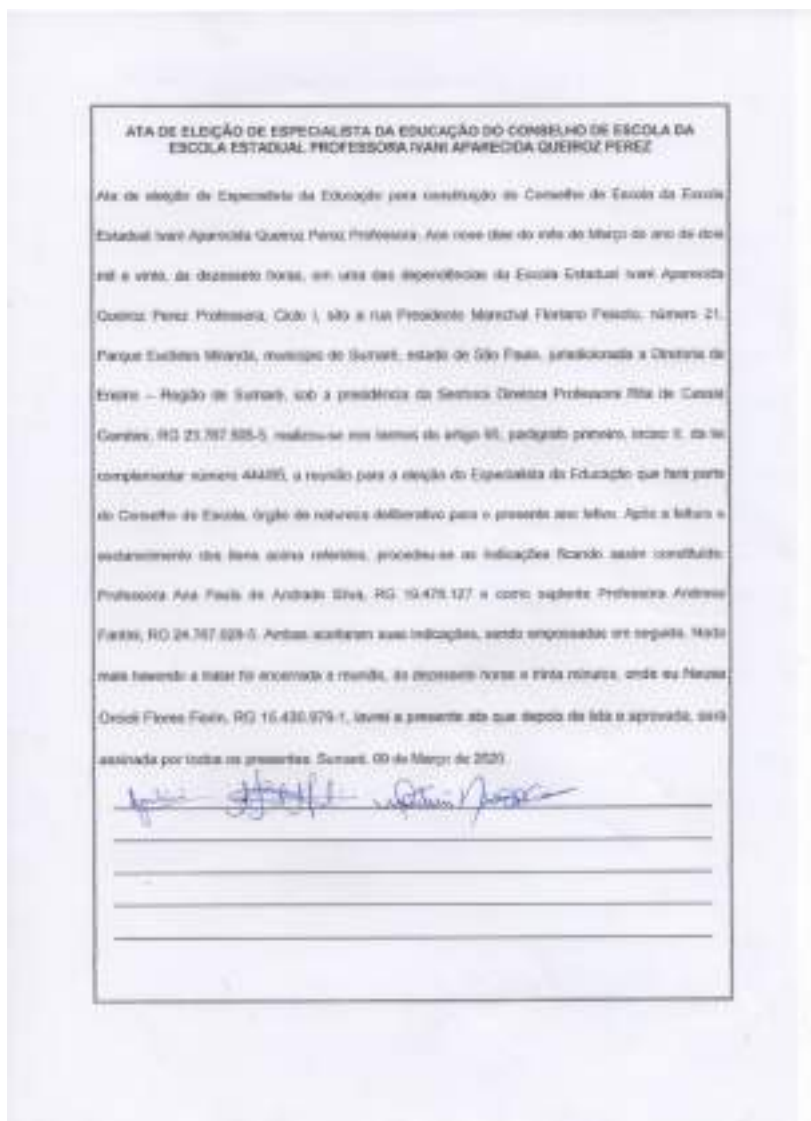 ATA DE ELEIÇÃO DE ESPECIALISTA DA EDUCAÇÃO DO CONSELHO DE ESCOLA DA
ESCOLA ESTADUAL PROFESSORA IVANI APARECIDA QUEIROZ PEREZ
Ata de eleição de Especialista da Educação para constituição do Conselho de Escola da Escola
Estadual Ivani Aparecida Queiroz Perez Professora. Aos nove dias do mês de Março do ano de dois
mil e vinte, às dezessete horas, em uma das dependências da Escola Estadual Ivani Aparecida
Queiroz Perez Professora, Ciclo I, sito a rua Presidente Marechal Floriano Peixoto, número 21,
Parque Euclides Miranda, município de Sumaré, estado de São Paulo, jurisdicionada a Diretoria de
Ensino – Região de Sumaré, sob a presidência da Senhora Diretora Professora Rita de Cassia
RG realizou-se nos termos do artigo 95, parágrafo primeiro, inciso II, da lei
complementar número 444/85, a reunião para a eleição do Especialista da Educação que fará parte
do Conselho de Escola, órgão de natureza deliberativo para o presente ano letivo. Após a leitura e
esclarecimento dos itens acima referidos, procedeu-se as indicações ficando assim constituído:
Professora Ana Paula de Andrade Silva, RG e como suplente Professora Andreia
Fantini, RG Ambas aceitaram suas indicações, sendo empossadas em seguida. Nada
mais havendo a tratar foi encerrada a reunião, às dezessete horas e trinta minutos, onde eu Neusa
Flores Fiorin, RG lavrei a presente ata que depois de lida e aprovada, será
assinada por todos os presentes. Sumaré, 09 de Março de 2020.